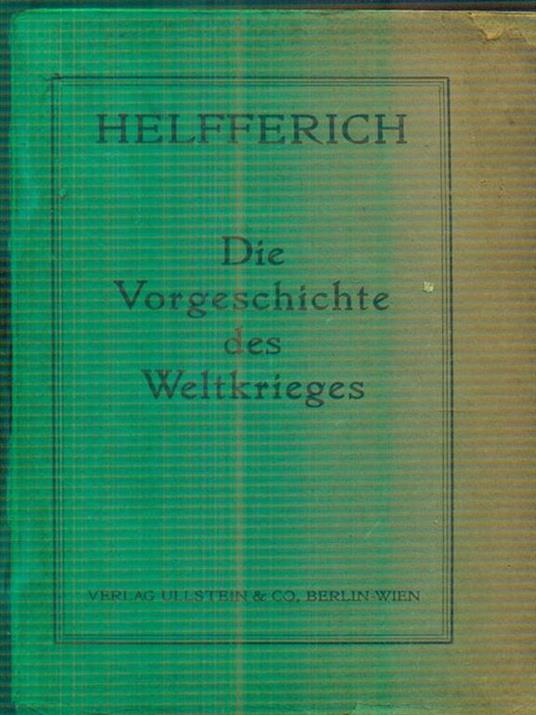 HELFFERICH
Die
Vorgeschichte
des
Weltkrieges
VERLAG ULLSTEIN & CO, BERLIN-WIEN